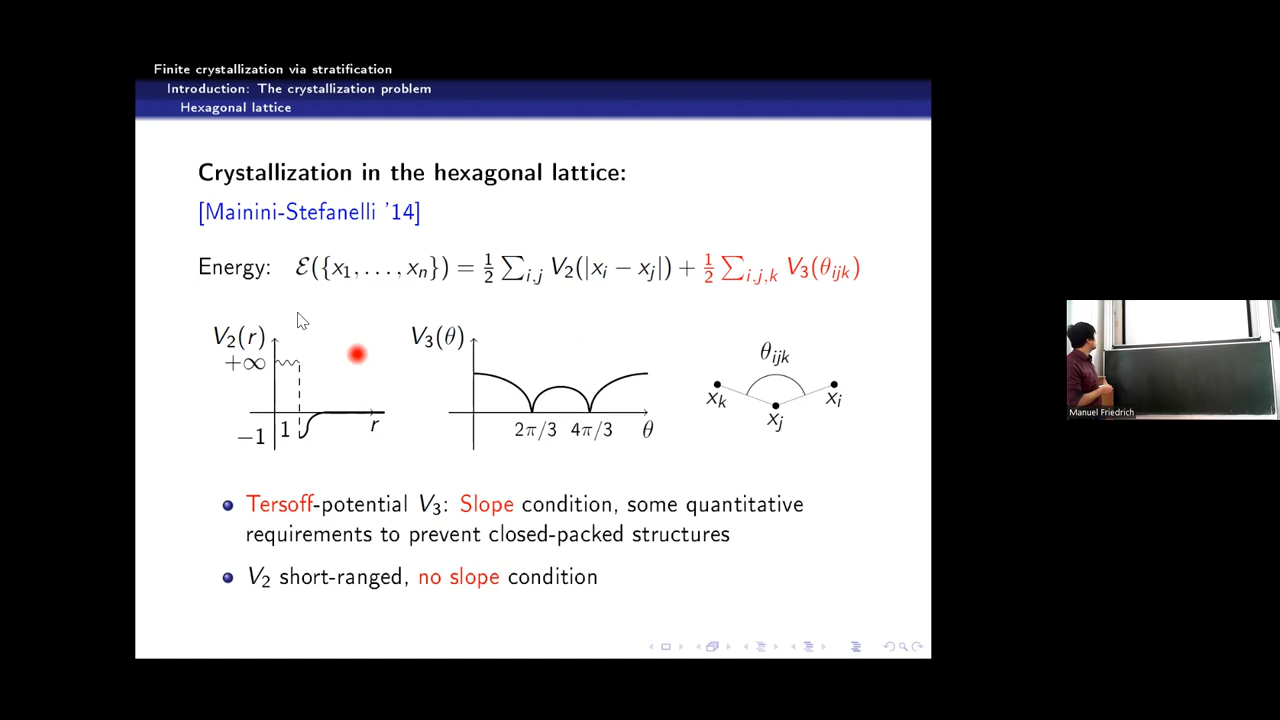 Finite crystallization via stratification
Introduction: The crystallization problem
Hexagonal lattice
Crystallization in the hexagonal lattice:
[Mainini-Stefanelli '14]
Energy: ℰ({x₁, . . . , xₙ}) = ½ ∑ᵢ,ⱼ V₂(|xᵢ − xⱼ|) + ½ ∑ᵢ,ⱼ,ₖ V₃(θᵢⱼₖ)
V₂(r)
+∞
−1
1
r
V₃(θ)
2π/3 4π/3 θ
θᵢⱼₖ
xₖ
xⱼ
xᵢ
Tersoff-potential V₃: Slope condition, some quantitative
requirements to prevent closed-packed structures
V₂ short-ranged, no slope condition
Manuel Friedrich